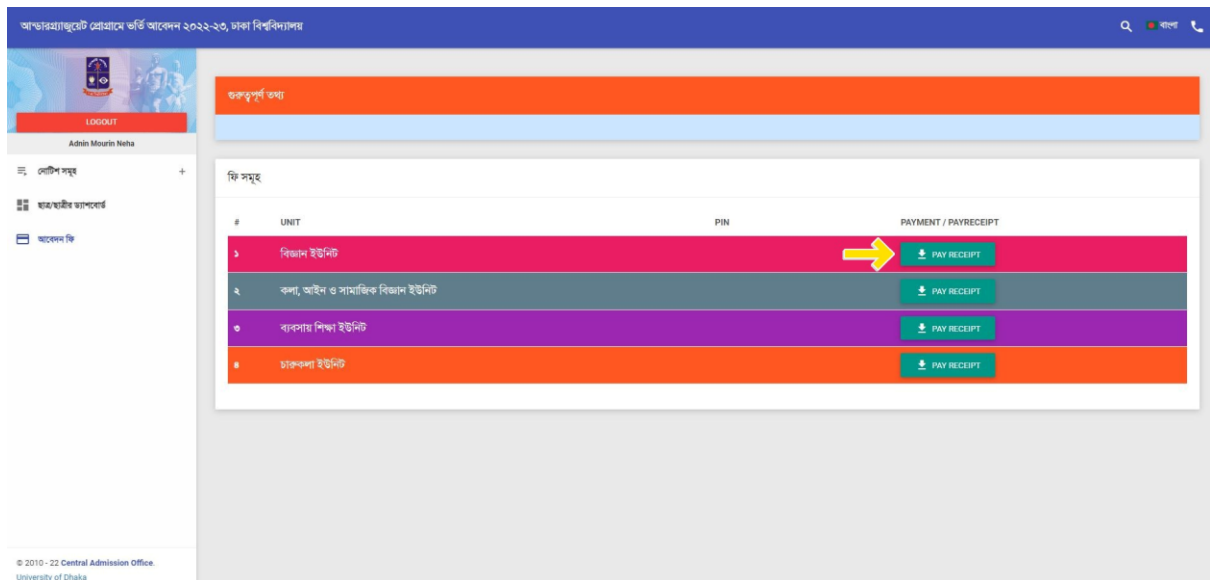 আন্ডারগ্র্যাজুয়েট প্রোগ্রামে ভর্তি আবেদন ২০২২-২৩, ঢাকা বিশ্ববিদ্যালয়
বাংলা
LOGOUT
Adnin Mourin Neha
নোটিশ সমূহ +
ছাত্র/ছাত্রীর ড্যাশবোর্ড
আবেদন ফি
গুরুত্বপূর্ণ তথ্য
ফি সমূহ
# UNIT PIN PAYMENT / PAYRECEIPT
১ বিজ্ঞান ইউনিট PAY RECEIPT
২ কলা, আইন ও সামাজিক বিজ্ঞান ইউনিট PAY RECEIPT
৩ ব্যবসায় শিক্ষা ইউনিট PAY RECEIPT
৪ চারুকলা ইউনিট PAY RECEIPT
© 2010 - 22 Central Admission Office.
University of Dhaka